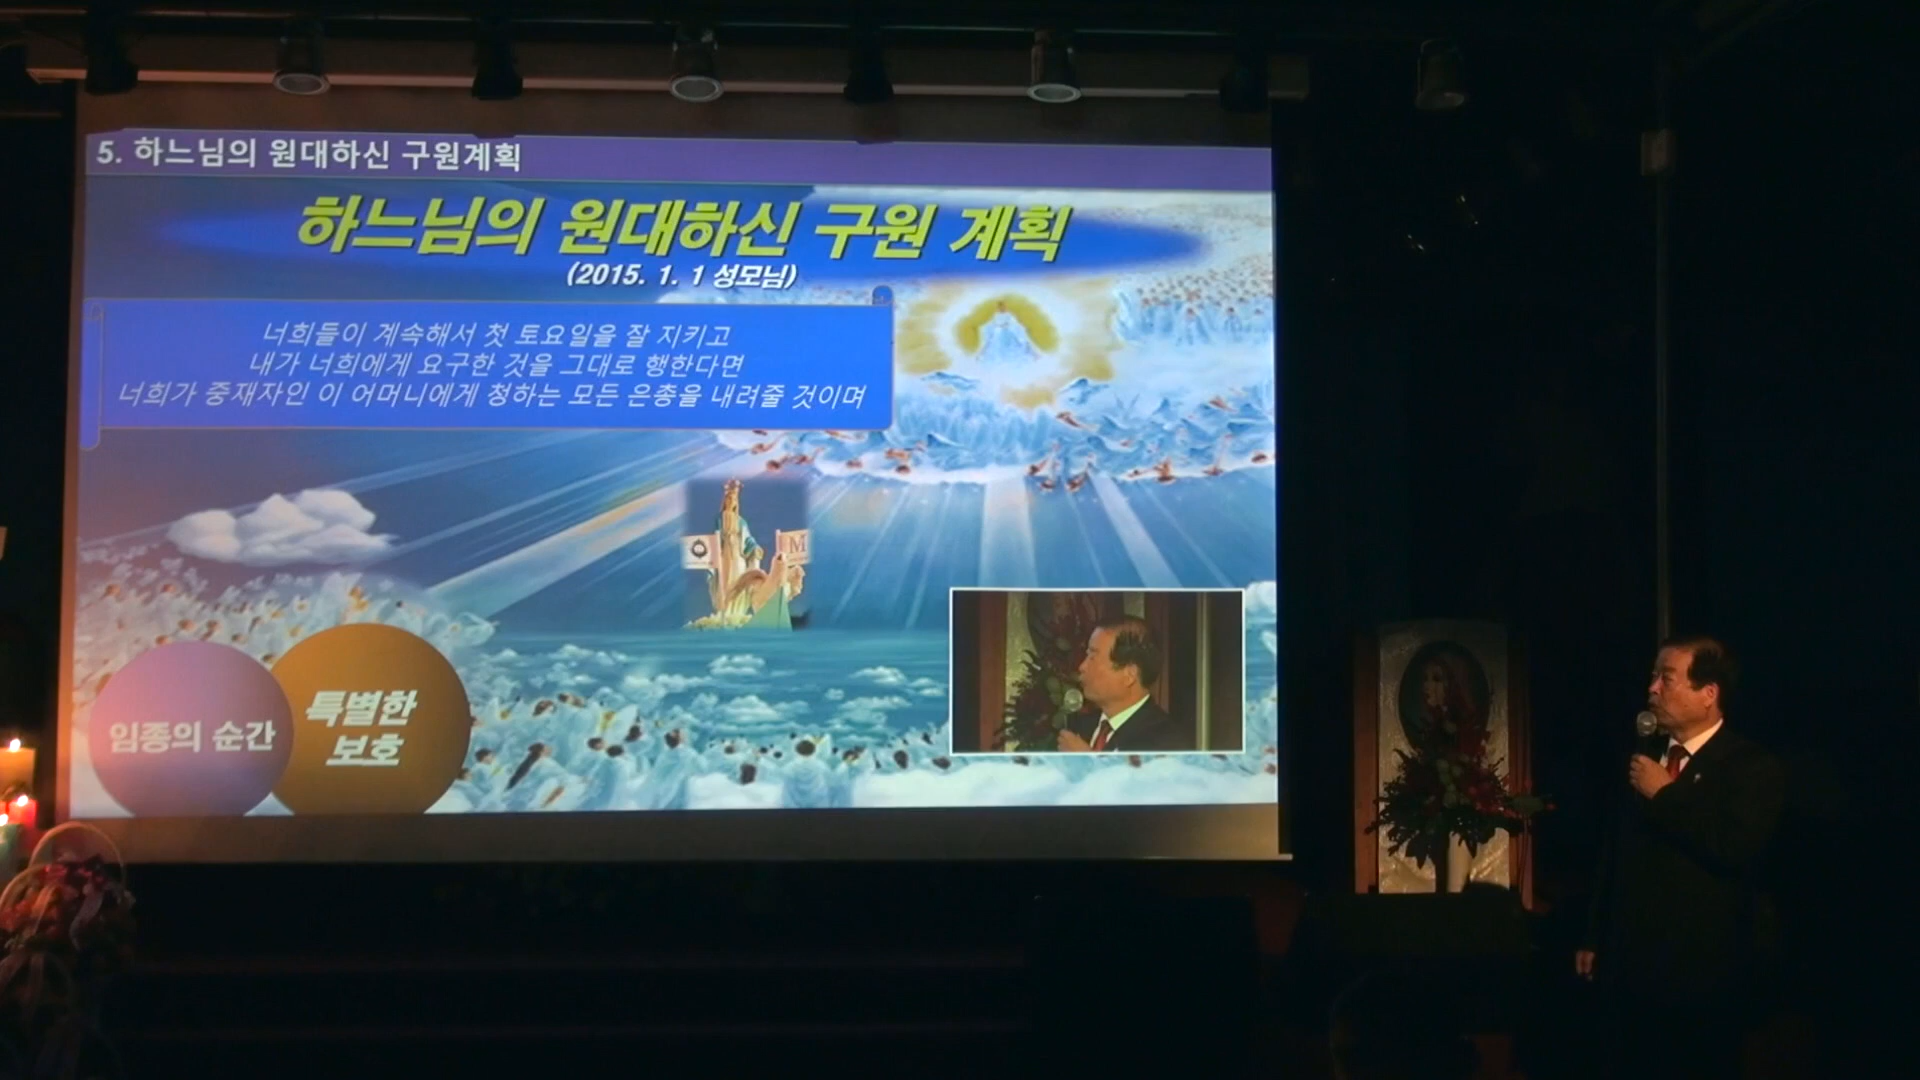 5. 하느님의 원대하신 구원계획
하느님의 원대하신 구원 계획
(2015. 1. 1 성모님)
너희들이 계속해서 첫 토요일을 잘 지키고
내가 너희에게 요구한 것을 그대로 행한다면
너희가 중재자인 이 어머니에게 청하는 모든 은총을 내려줄 것이며
M
임종의 순간
특별한
보호